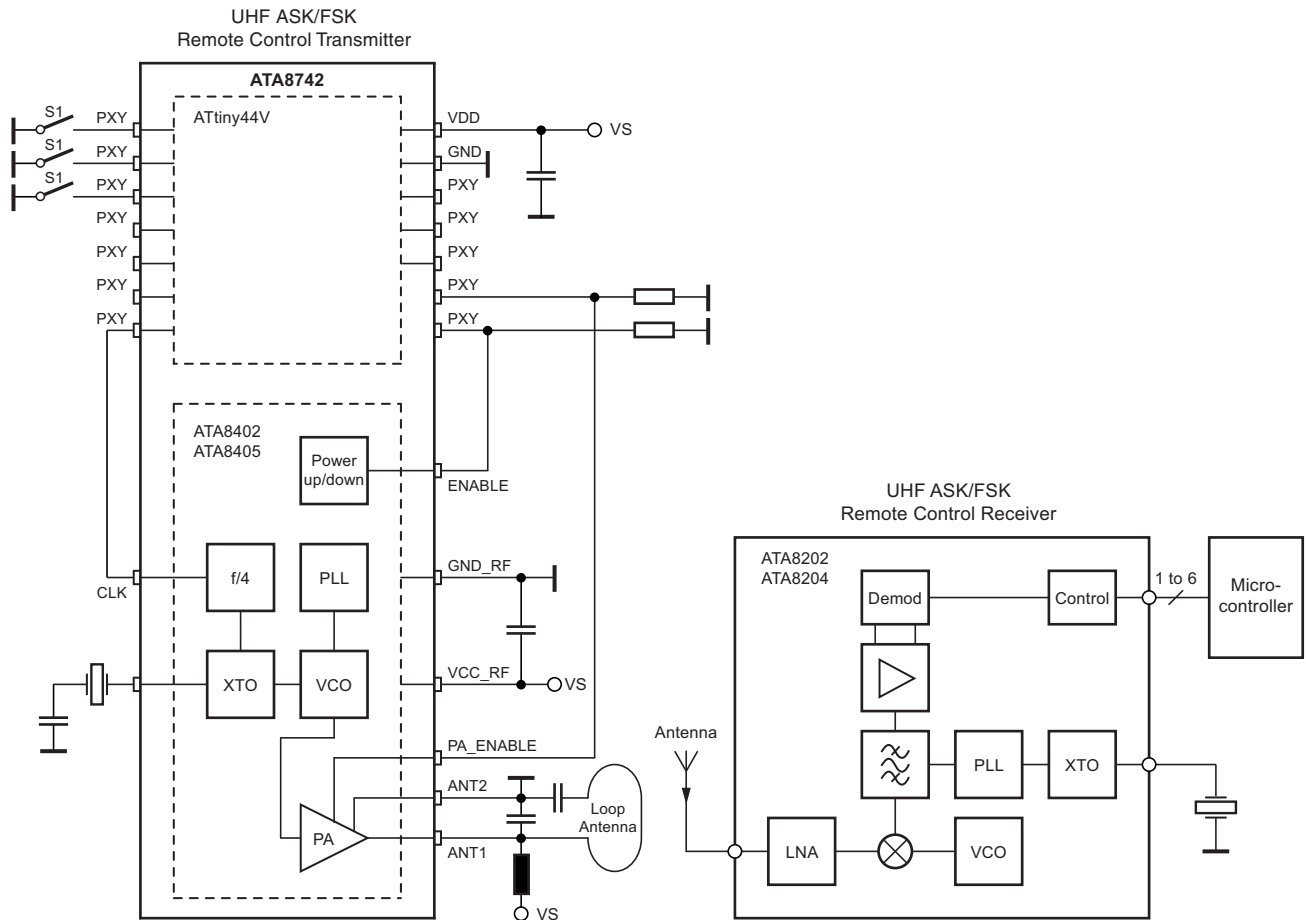 UHF ASK/FSK
Remote Control Transmitter
ATA8742
ATtiny44V
S1
PXY
S1
PXY
S1
PXY
PXY
PXY
PXY
PXY
VDD
VS
GND
PXY
PXY
PXY
PXY
PXY
ATA8402
ATA8405
Power
up/down
ENABLE
f/4
PLL
CLK
GND_RF
XTO
VCO
VCC_RF
VS
PA_ENABLE
ANT2
Loop
Antenna
PA
ANT1
VS
UHF ASK/FSK
Remote Control Receiver
ATA8202
ATA8204
Demod
Control
1 to 6
Micro-
controller
Antenna
PLL
XTO
LNA
VCO